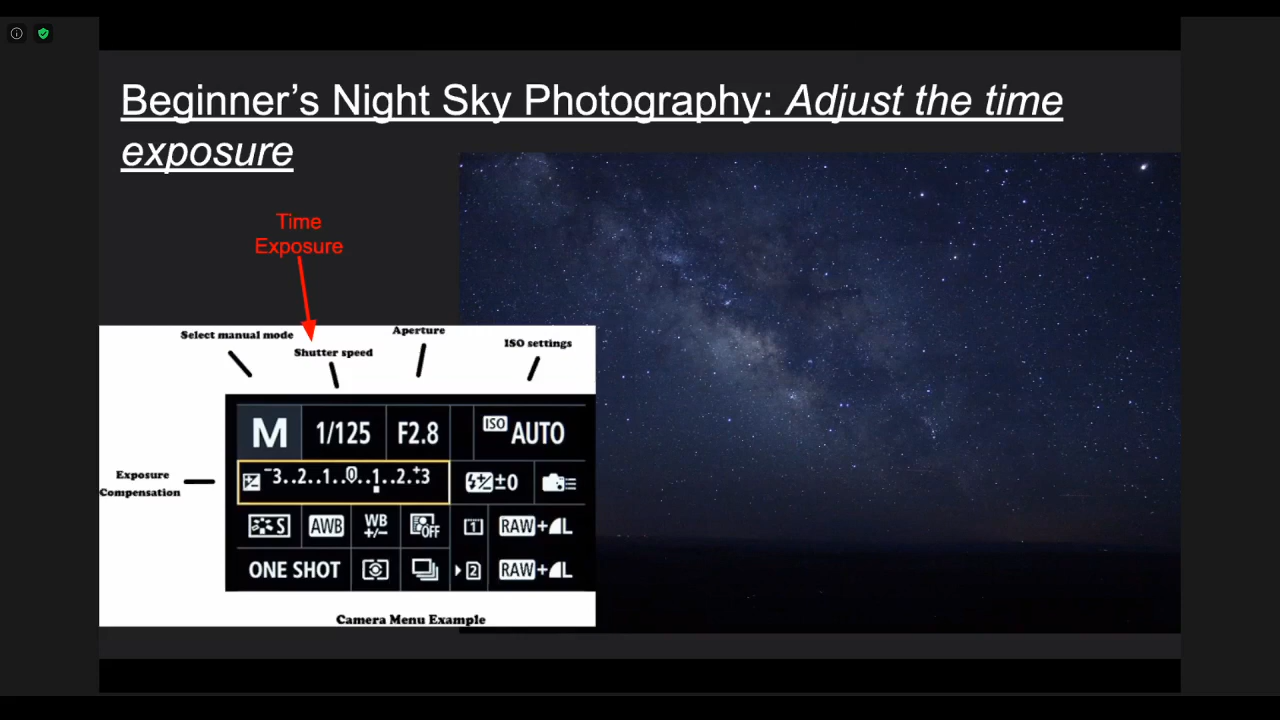 Beginner's Night Sky Photography: Adjust the time
exposure
Time
Exposure
Select manual mode
Shutter speed
Aperture
ISO settings
M 1/125 F2.8 ISO AUTO
Exposure
Compensation
-3..2..1..0..1..2..+3 ±0
S AWB WB +/- OFF 1 RAW+L
ONE SHOT 2 RAW+L
Camera Menu Example